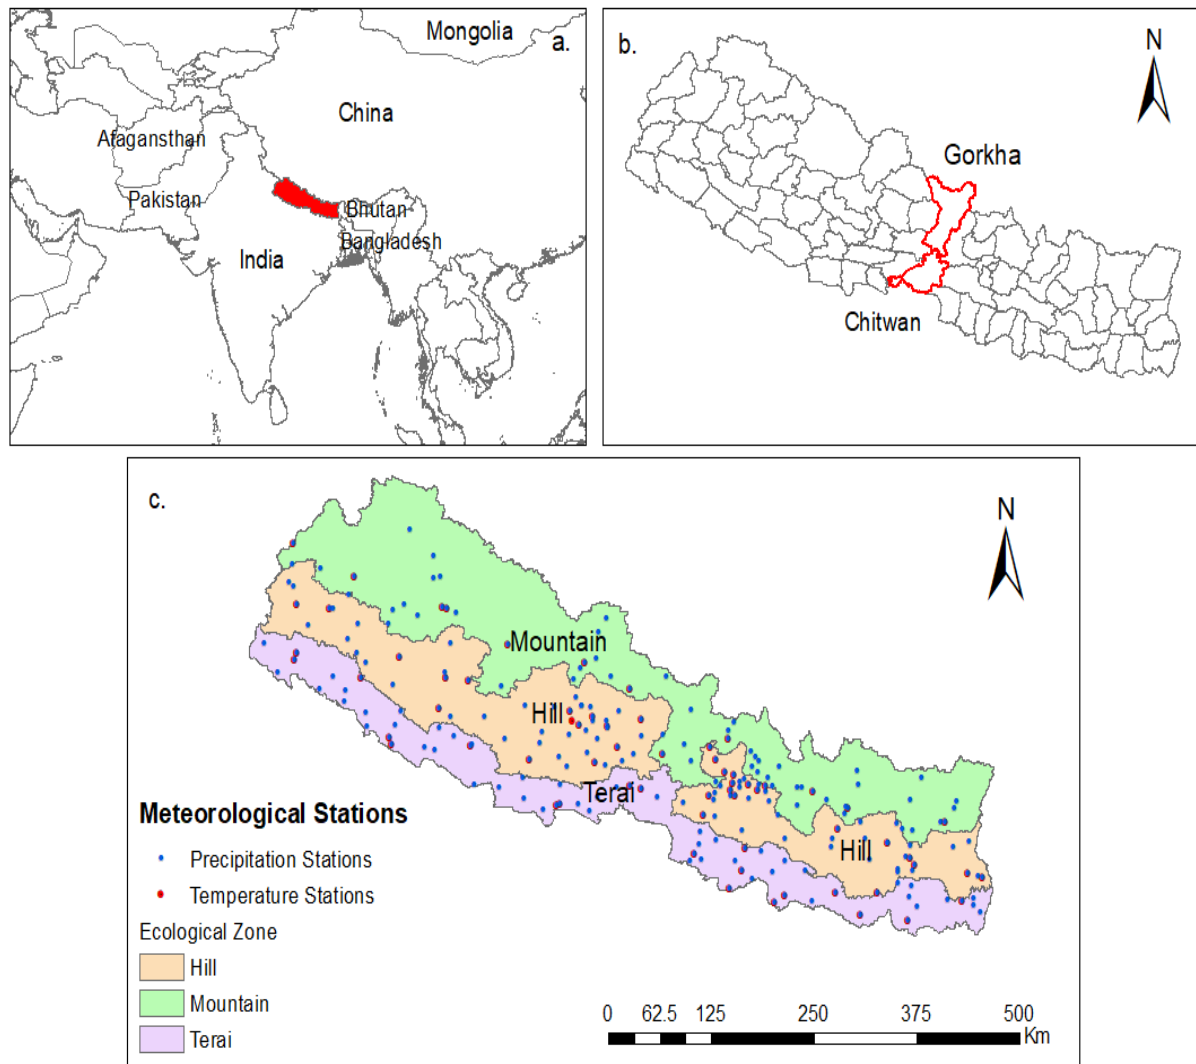 Mongolia
a.
China
Afagansthan
Pakistan
Bhutan
Bangladesh
India
b.
N
Gorkha
Chitwan
c.
N
Mountain
Hill
Terai
Hill
Meteorological Stations
Precipitation Stations
Temperature Stations
Ecological Zone
Hill
Mountain
Terai
0 62.5 125 250 375 500
Km